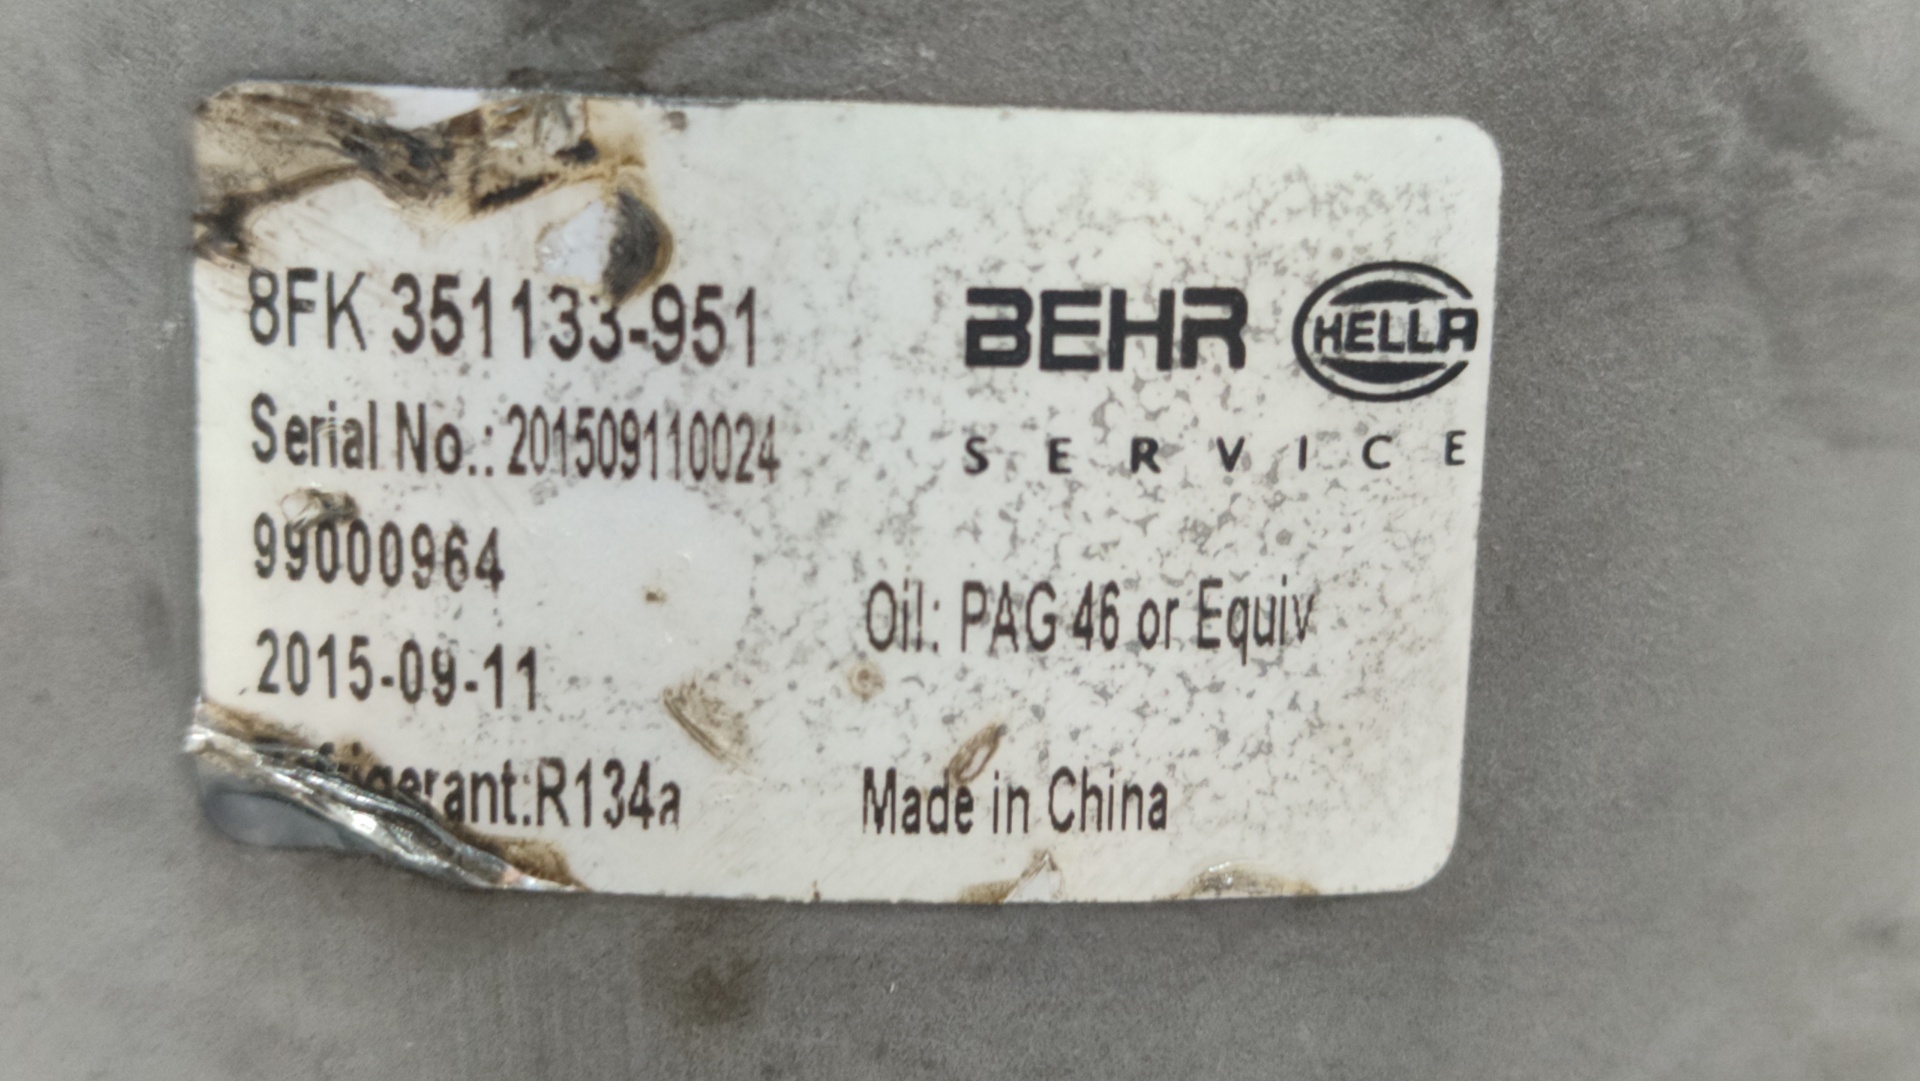 8FK 351133-951
BEHR HELLA
SERVICE
Serial No.: 201509110024
99000964
Oil: PAG 46 or Equiv
2015-09-11
Refrigerant:R134a
Made in China